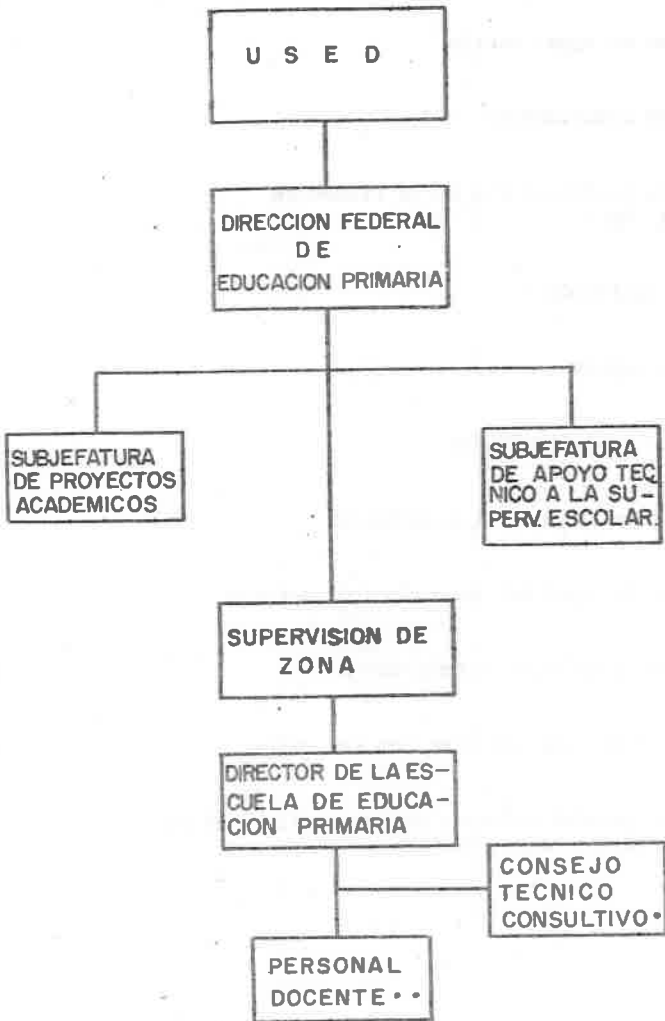 U S E D
DIRECCION FEDERAL
DE
EDUCACION PRIMARIA
SUBJEFATURA
DE PROYECTOS
ACADEMICOS
SUBJEFATURA
DE APOYO TEC
NICO A LA SU-
PERV. ESCOLAR.
SUPERVISION DE
ZONA
DIRECTOR DE LA ES-
CUELA DE EDUCA-
CION PRIMARIA
CONSEJO
TECNICO
CONSULTIVO•
PERSONAL
DOCENTE • •